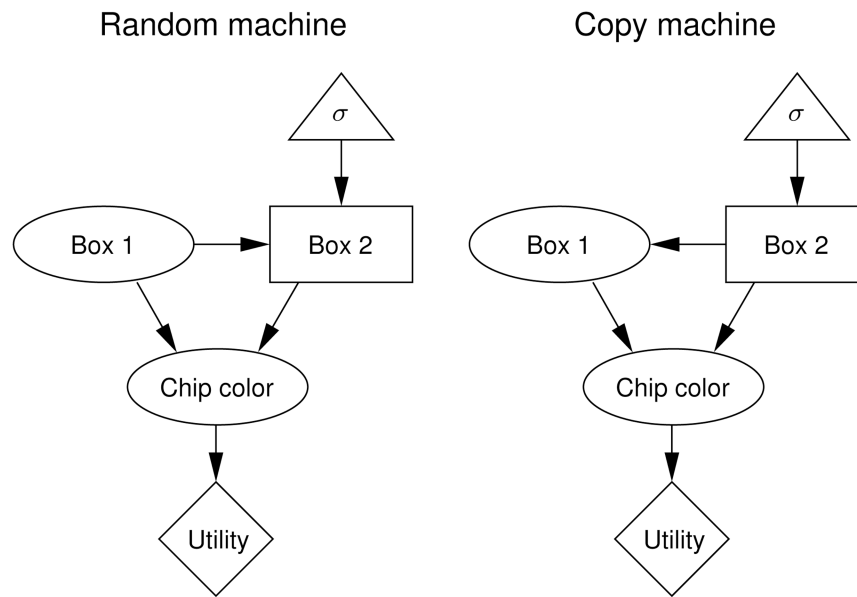 Random machine
Copy machine
σ
σ
Box 1
Box 2
Box 1
Box 2
Chip color
Chip color
Utility
Utility